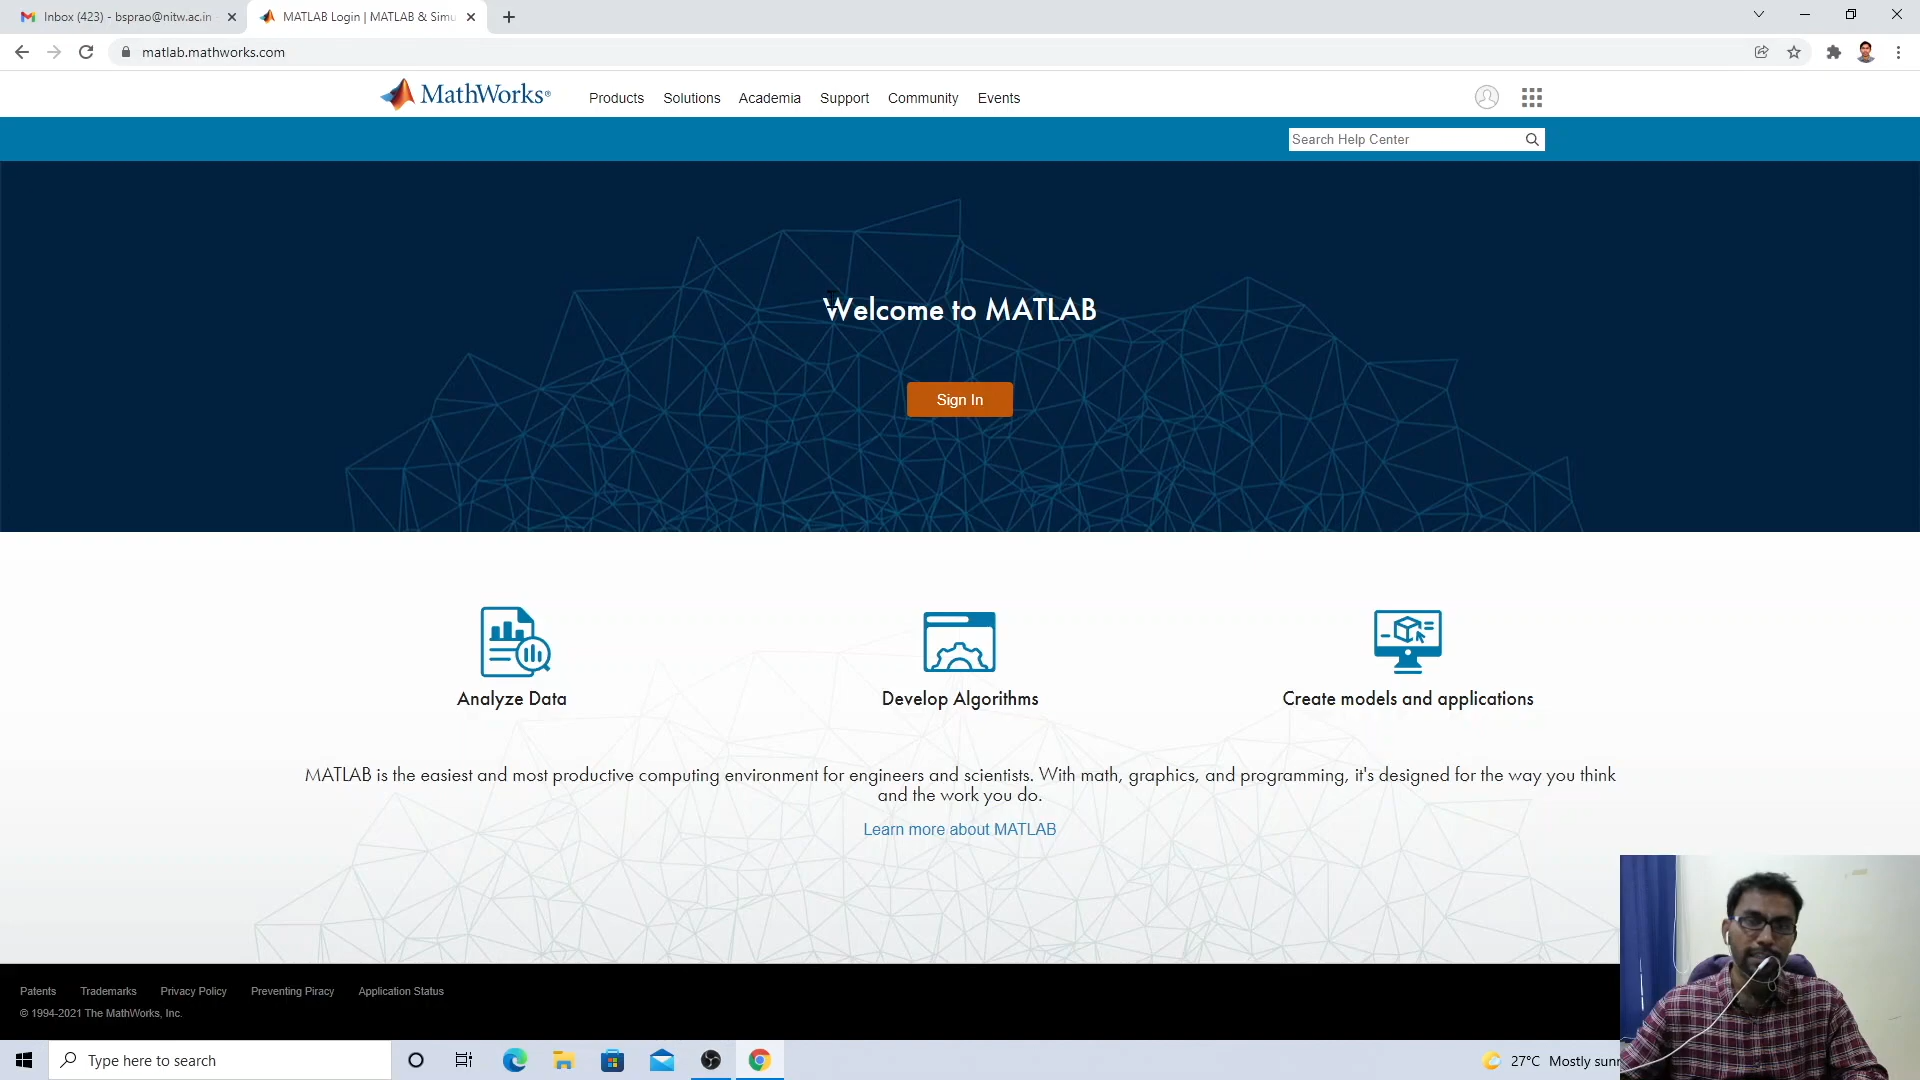 Inbox (423) - bsprao@nitw.ac.in
MATLAB Login | MATLAB & Simu
matlab.mathworks.com
MathWorks®
Products Solutions Academia Support Community Events
Search Help Center
Welcome to MATLAB
Sign In
Analyze Data
Develop Algorithms
Create models and applications
MATLAB is the easiest and most productive computing environment for engineers and scientists. With math, graphics, and programming, it's designed for the way you think
and the work you do.
Learn more about MATLAB
Patents Trademarks Privacy Policy Preventing Piracy Application Status
© 1994-2021 The MathWorks, Inc.
Type here to search
27°C Mostly sunn